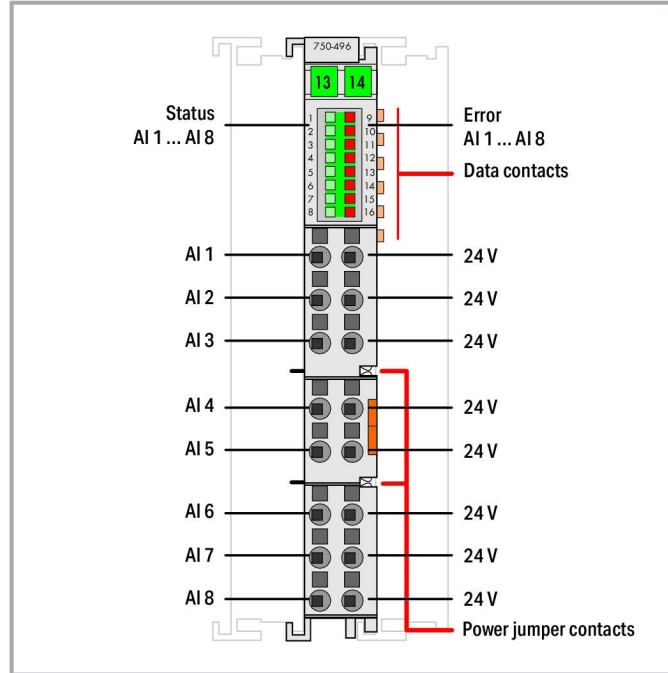 750-496
13 14
Status
AI 1 ... AI 8
Error
AI 1 ... AI 8
Data contacts
1 9
2 10
3 11
4 12
5 13
6 14
7 15
8 16
AI 1 24 V
AI 2 24 V
AI 3 24 V
AI 4 24 V
AI 5 24 V
AI 6 24 V
AI 7 24 V
AI 8 24 V
Power jumper contacts